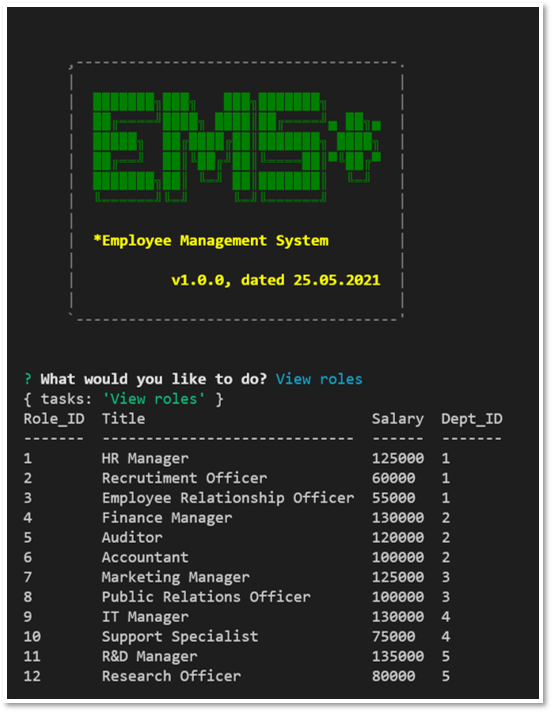 EMS*
*Employee Management System
v1.0.0, dated 25.05.2021
? What would you like to do? View roles
{ tasks: 'View roles' }
Role_ID  Title                         Salary  Dept_ID
-------  ----------------------------  ------  -------
1        HR Manager                    125000  1
2        Recrutiment Officer           60000   1
3        Employee Relationship Officer  55000   1
4        Finance Manager               130000  2
5        Auditor                       120000  2
6        Accountant                    100000  2
7        Marketing Manager             125000  3
8        Public Relations Officer      100000  3
9        IT Manager                    130000  4
10       Support Specialist            75000   4
11       R&D Manager                   135000  5
12       Research Officer              80000   5